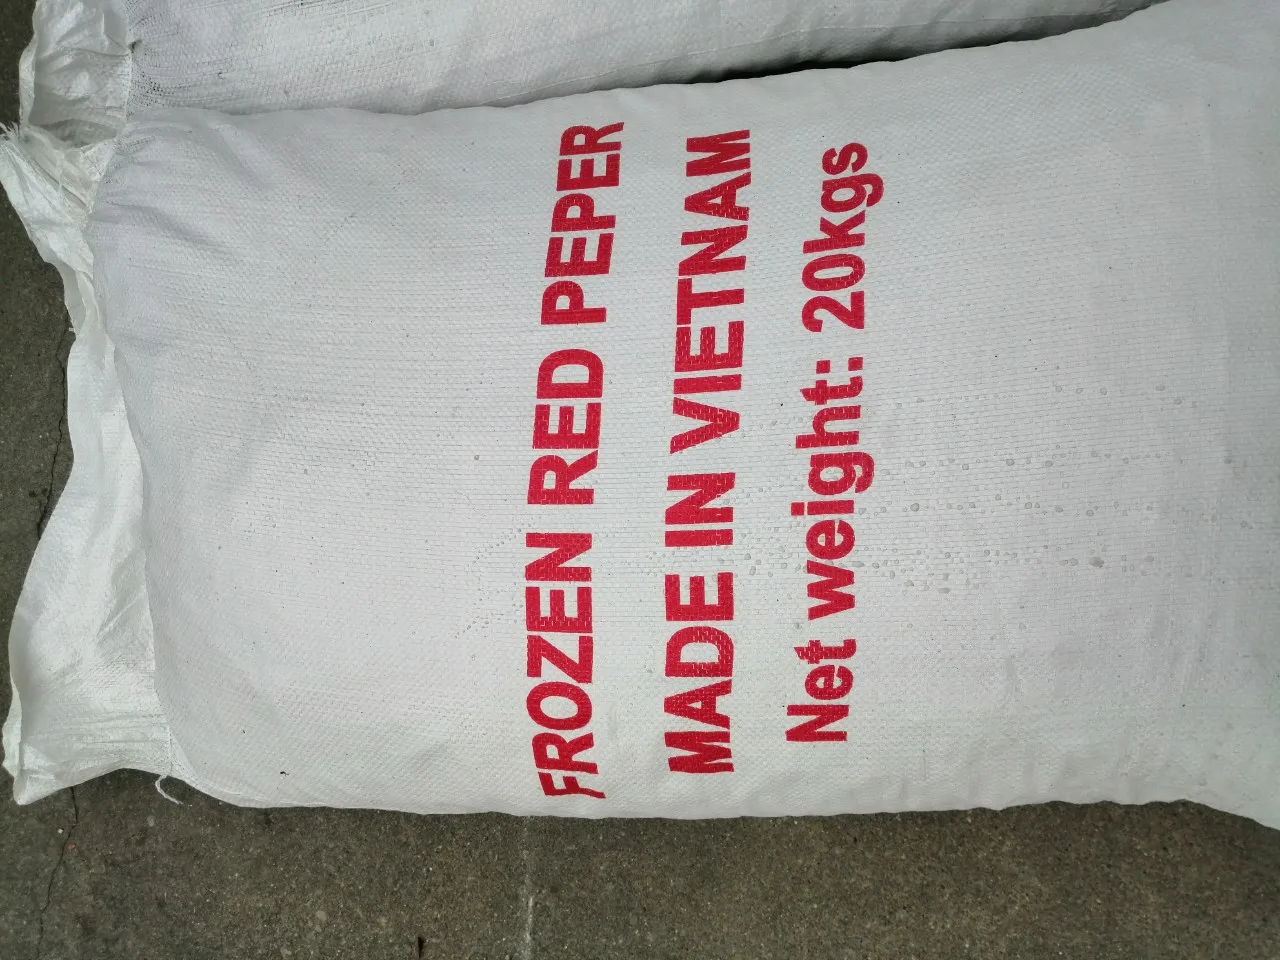 FROZEN RED PEPER
MADE IN VIETNAM
Net weight: 20kgs